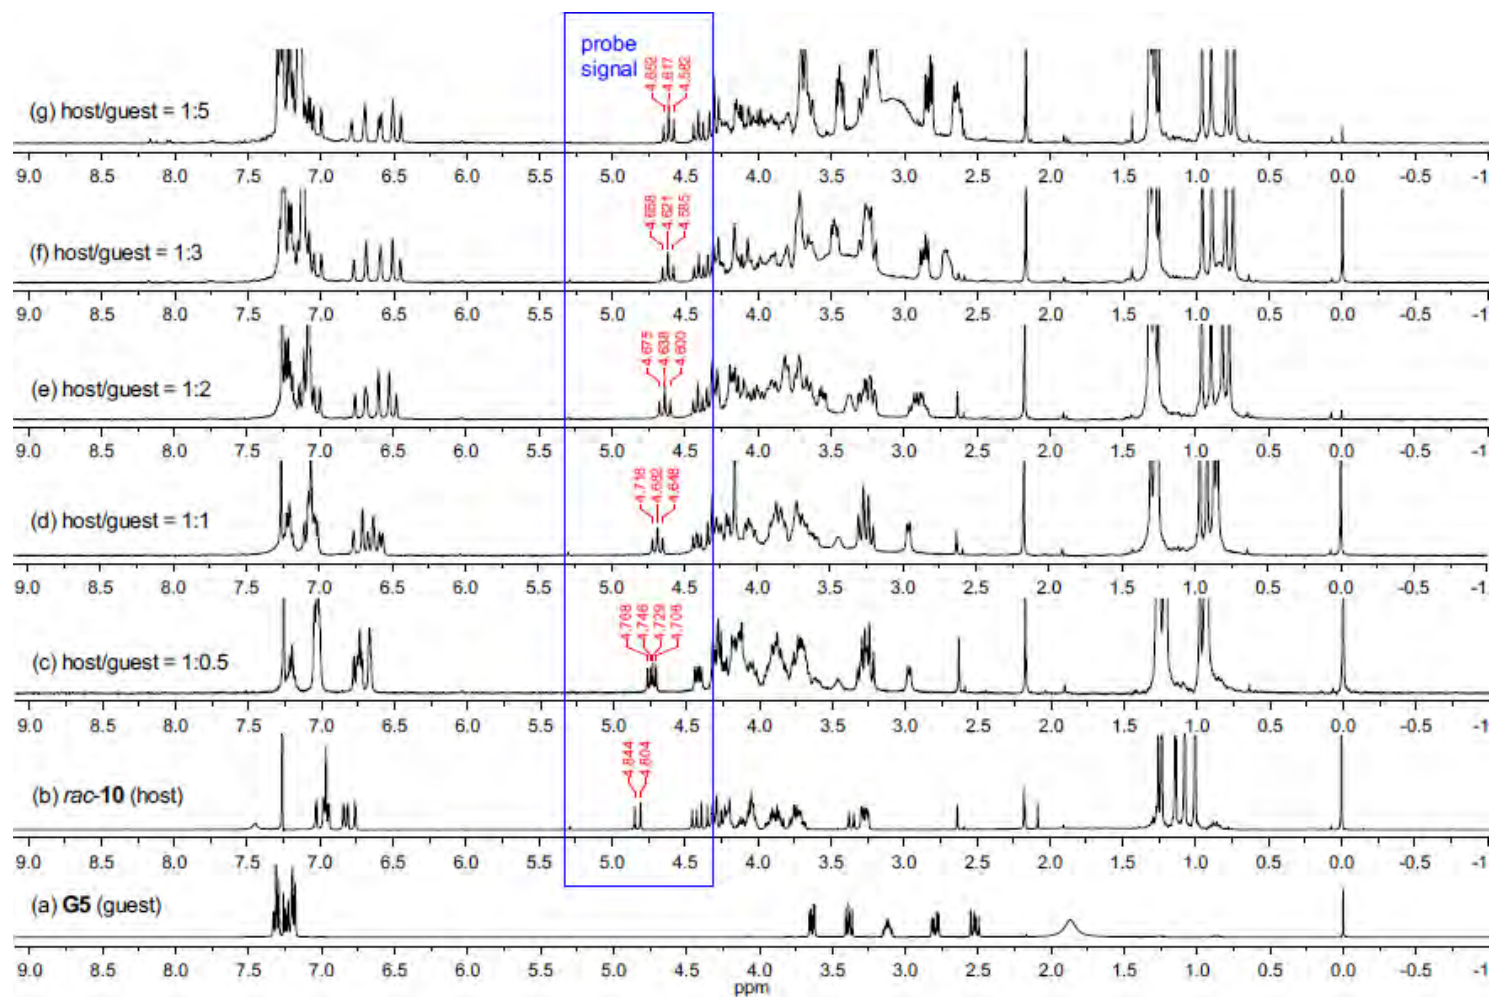 probe
signal
4.652 4.617 4.582
(g) host/guest = 1:5
9.0 8.5 7.5 7.0 6.5 6.0 5.5 5.0 4.5 4.0 3.5 3.0 2.5 2.0 1.5 1.0 0.5 0.0 -0.5 -1
4.658 4.621 4.585
(f) host/guest = 1:3
9.0 8.5 8.0 7.5 7.0 6.5 6.0 5.5 5.0 4.5 4.0 3.5 3.0 2.5 2.0 1.5 1.0 0.5 0.0 -0.5 -1
4.675 4.638 4.600
(e) host/guest = 1:2
9.0 8.5 8.0 7.5 7.0 6.5 6.0 5.5 5.0 4.5 4.0 3.5 3.0 2.5 2.0 1.5 1.0 0.5 0.0 -0.5 -1
4.718 4.682 4.648
(d) host/guest = 1:1
9.0 8.5 8.0 7.5 7.0 6.5 6.0 5.5 5.0 4.5 4.0 3.5 3.0 2.5 2.0 1.5 1.0 0.5 0.0 -0.5 -1
4.768 4.746 4.729 4.706
(c) host/guest = 1:0.5
9.0 8.5 8.0 7.5 7.0 6.5 6.0 5.5 5.0 4.5 4.0 3.5 3.0 2.5 2.0 1.5 1.0 0.5 0.0 -0.5 -1
4.844 4.804
(b) rac-10 (host)
9.0 8.5 8.0 7.5 7.0 6.5 6.0 5.5 5.0 4.5 4.0 3.5 3.0 2.5 2.0 1.5 1.0 0.5 0.0 -0.5 -1
(a) G5 (guest)
9.0 8.5 8.0 7.5 7.0 6.5 6.0 5.5 5.0 4.5 4.0 3.5 3.0 2.5 2.0 1.5 1.0 0.5 0.0 -0.5 -1
ppm